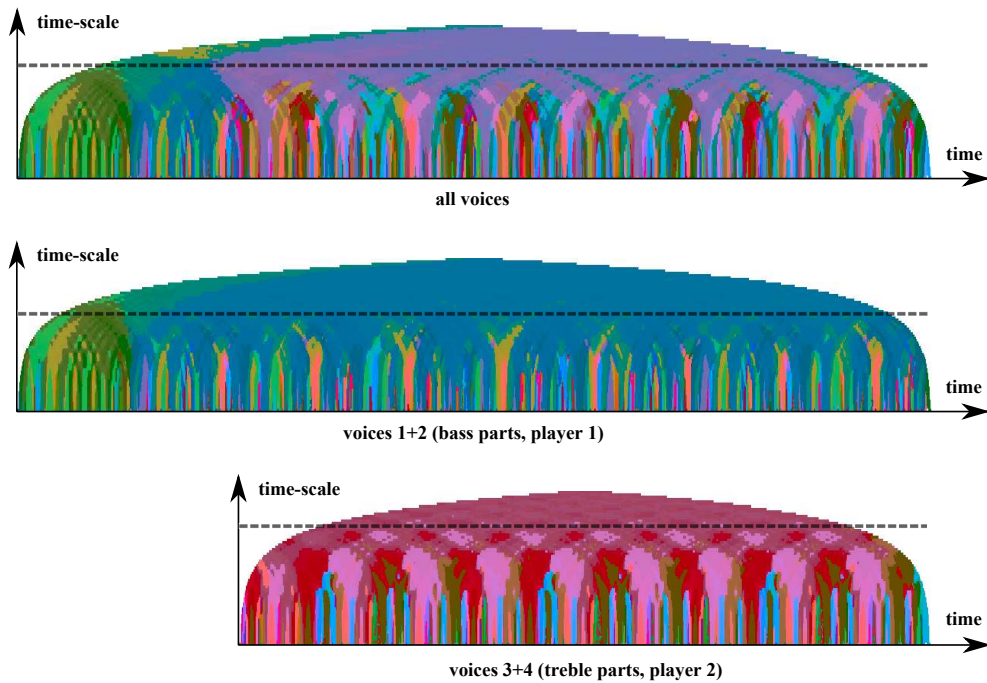 time-scale
time
all voices
time-scale
time
voices 1+2 (bass parts, player 1)
time-scale
time
voices 3+4 (treble parts, player 2)